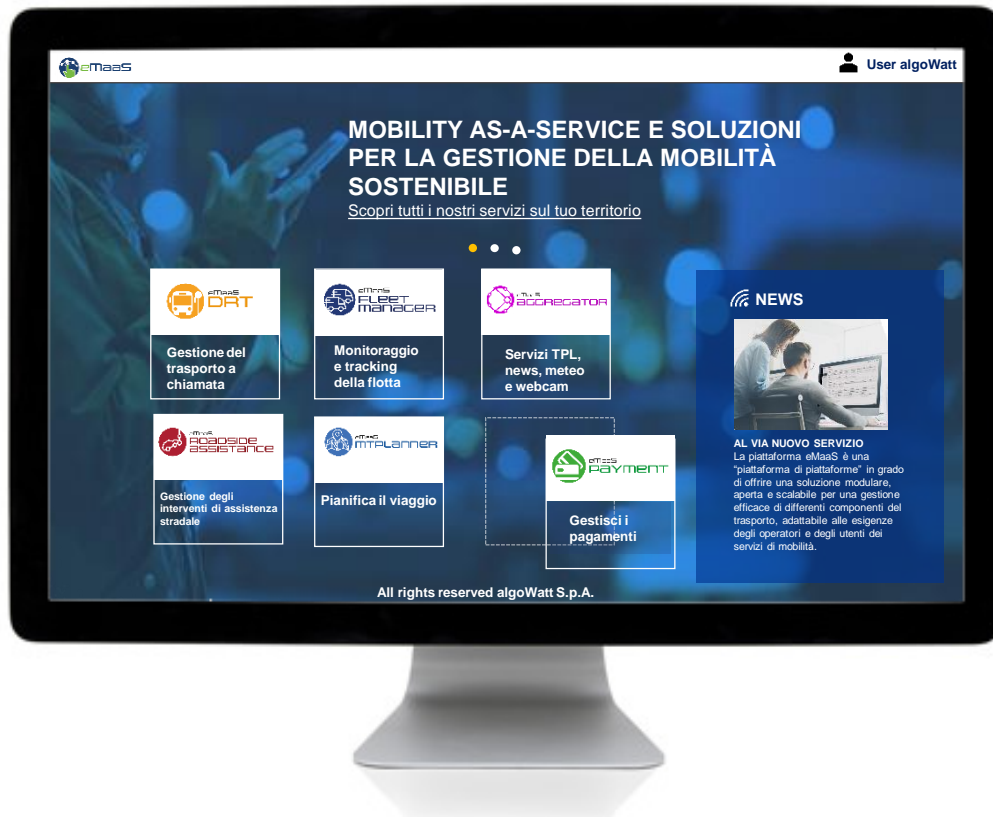 eMaaS
User algoWatt
MOBILITY AS-A-SERVICE E SOLUZIONI
PER LA GESTIONE DELLA MOBILITÀ
SOSTENIBILE
Scopri tutti i nostri servizi sul tuo territorio
eMaaS
DRT
Gestione del
trasporto a
chiamata
eMaaS
FLEET
MANAGER
Monitoraggio
e tracking
della flotta
eMaaS
AGGREGATOR
Servizi TPL,
news, meteo
e webcam
eMaaS
ROADSIDE
ASSISTANCE
Gestione degli
interventi di assistenza
stradale
eMaaS
MTPLANNER
Pianifica il viaggio
eMaaS
PAYMENT
Gestisci i
pagamenti
NEWS
AL VIA NUOVO SERVIZIO
La piattaforma eMaaS è una
“piattaforma di piattaforme” in grado
di offrire una soluzione modulare,
aperta e scalabile per una gestione
efficace di differenti componenti del
trasporto, adattabile alle esigenze
degli operatori e degli utenti dei
servizi di mobilità.
All rights reserved algoWatt S.p.A.